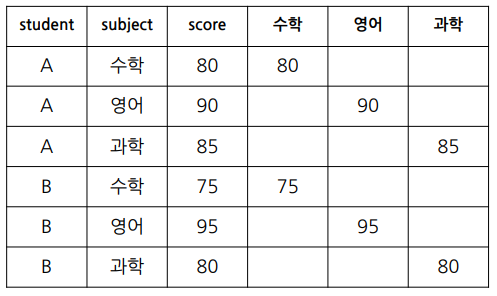 student subject score 수학 영어 과학
A 수학 80 80
A 영어 90 90
A 과학 85 85
B 수학 75 75
B 영어 95 95
B 과학 80 80